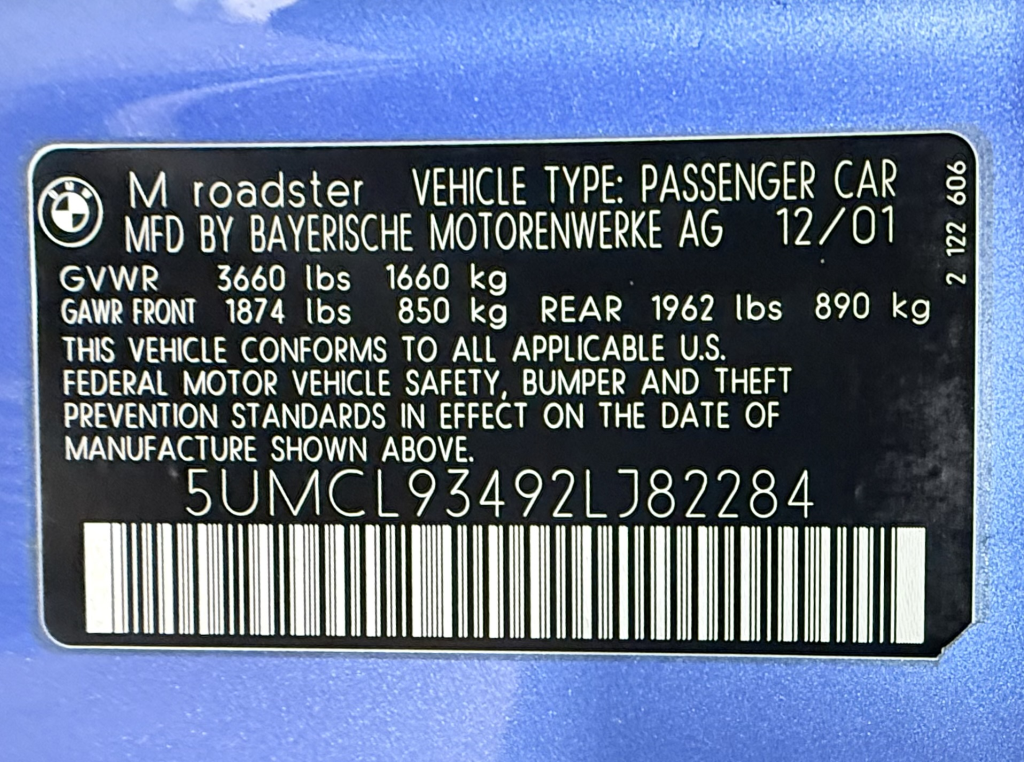 M roadster VEHICLE TYPE: PASSENGER CAR
MFD BY BAYERISCHE MOTORENWERKE AG 12/01
GVWR 3660 lbs 1660 kg
GAWR FRONT 1874 lbs 850 kg REAR 1962 lbs 890 kg
THIS VEHICLE CONFORMS TO ALL APPLICABLE U.S.
FEDERAL MOTOR VEHICLE SAFETY, BUMPER AND THEFT
PREVENTION STANDARDS IN EFFECT ON THE DATE OF
MANUFACTURE SHOWN ABOVE.
5UMCL93492LJ82284
2 122 606